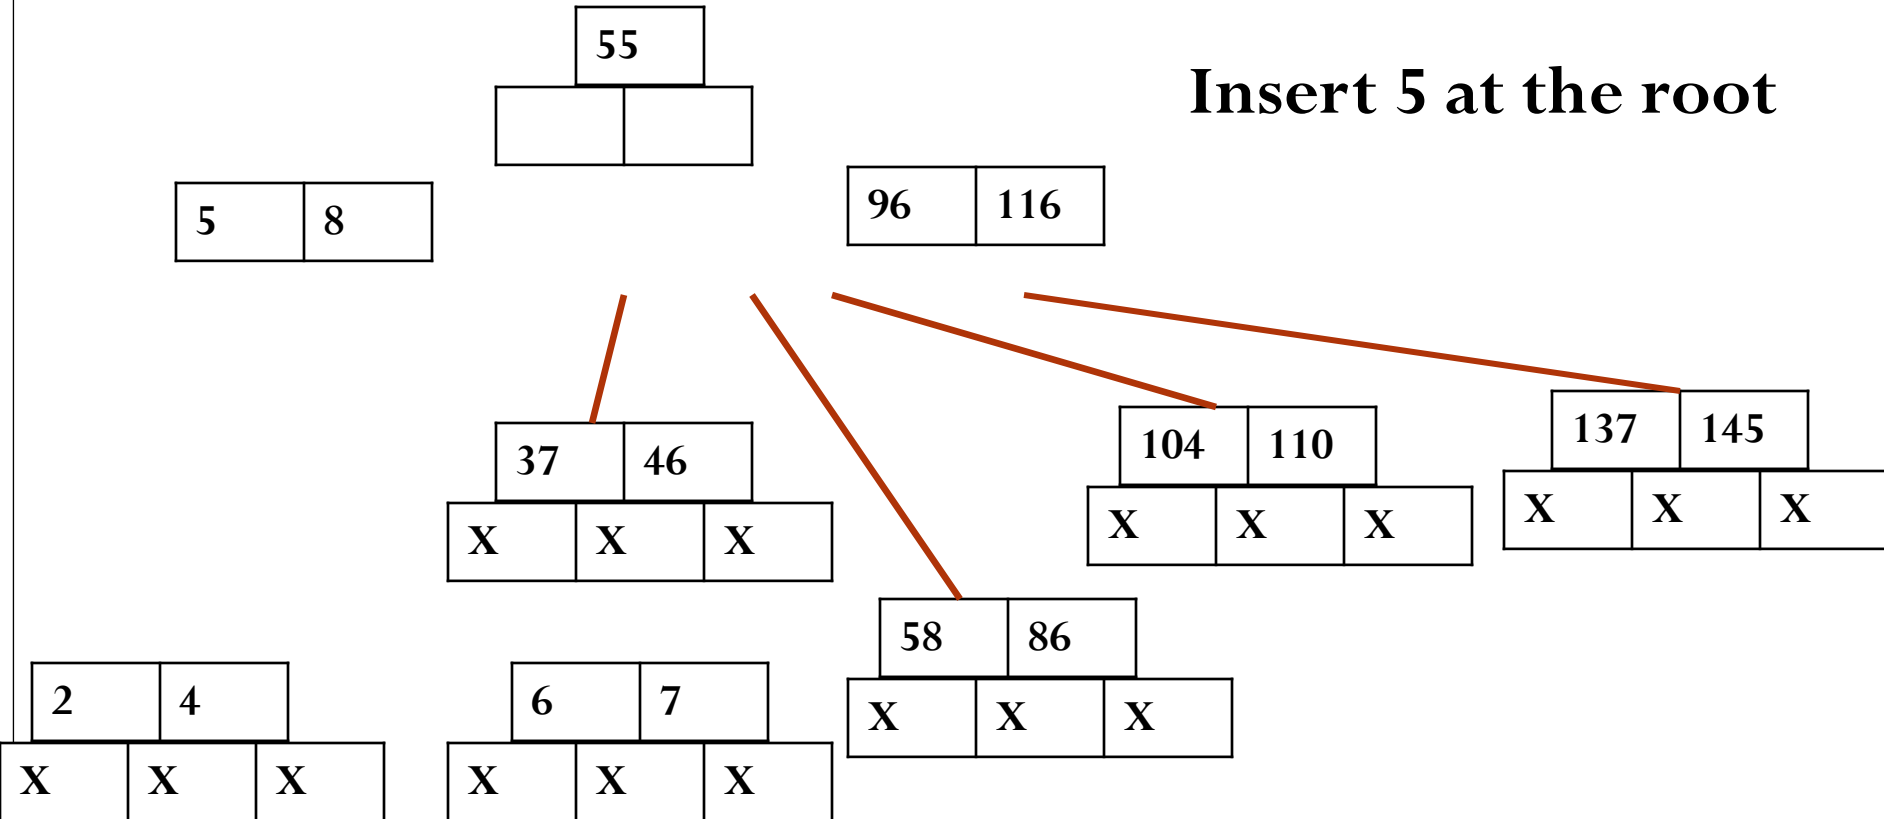 55
Insert 5 at the root
5 8
96 116
37 46
X X X
104 110
X X X
137 145
X X X
58 86
X X X
2 4
X X X
6 7
X X X